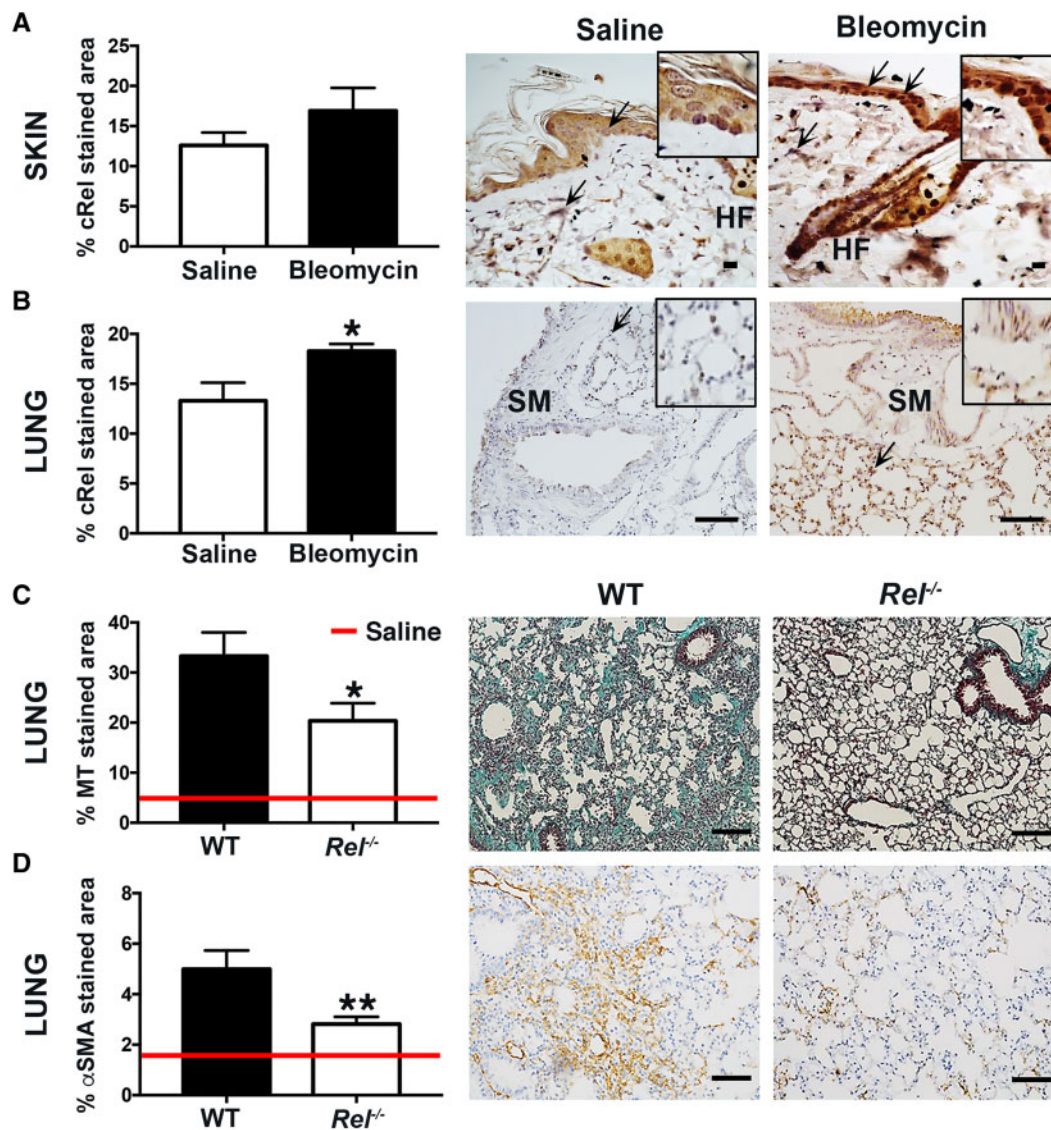 A
SKIN
% cRel stained area
25
20
15
10
5
0
Saline
Bleomycin
Saline
Bleomycin
HF
HF
B
LUNG
% cRel stained area
20
15
10
5
0
*
Saline
Bleomycin
SM
SM
C
LUNG
% MT stained area
40
30
20
10
0
Saline
*
WT
Rel-/-
WT
Rel-/-
D
LUNG
% αSMA stained area
8
6
4
2
0
**
WT
Rel-/-